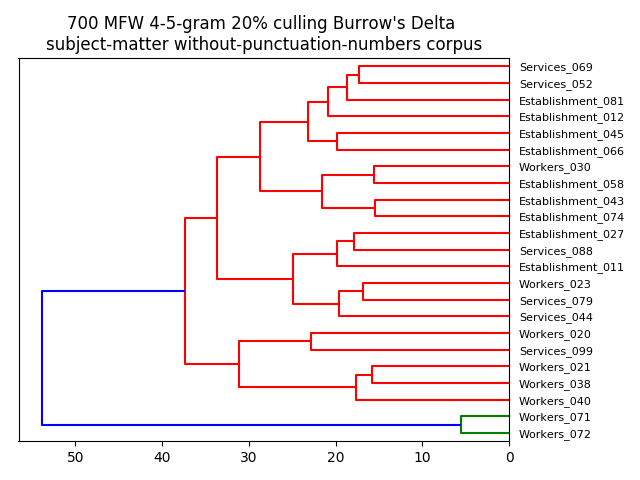 700 MFW 4-5-gram 20% culling Burrow's Delta
subject-matter without-punctuation-numbers corpus
Services_069
Services_052
Establishment_081
Establishment_012
Establishment_045
Establishment_066
Workers_030
Establishment_058
Establishment_043
Establishment_074
Establishment_027
Services_088
Establishment_011
Workers_023
Services_079
Services_044
Workers_020
Services_099
Workers_021
Workers_038
Workers_040
Workers_071
Workers_072
50 40 30 20 10 0